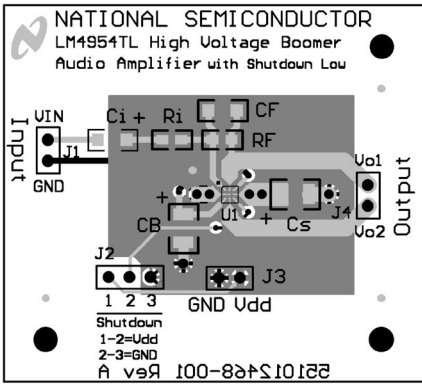 NATIONAL SEMICONDUCTOR
LM4954TL High Voltage Boomer
Audio Amplifier with Shutdown Low
CF
VIN
Ci +
Ri
RF
Input
J1
GND
Vo1
+
U1
J4
Output
CB
+
Cs
Vo2
J2
J3
1 2 3
GND Vdd
Shutdown
1-2=Vdd
2-3=GND
551012468-001 Rev A